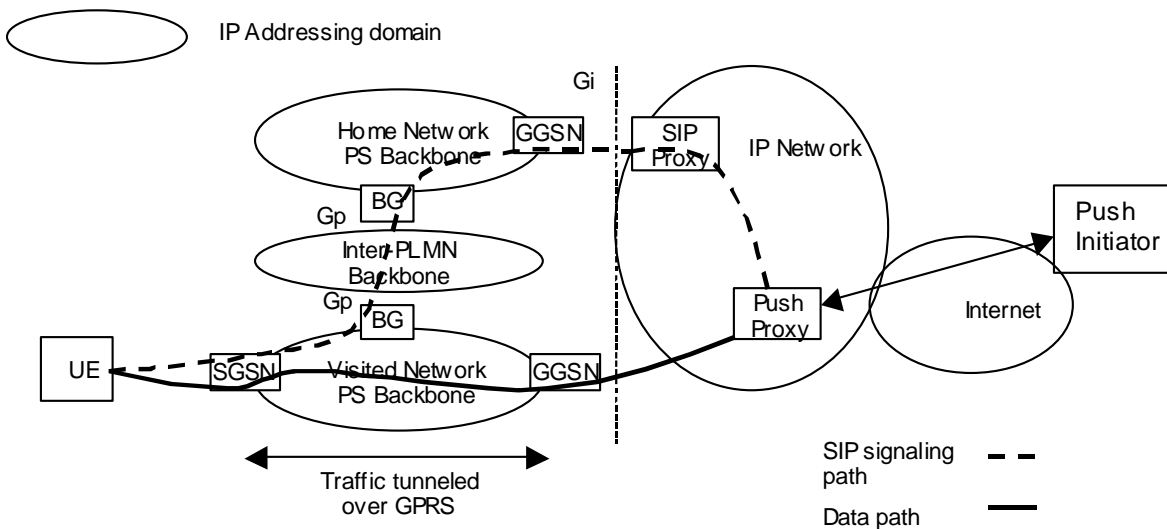 IP Addressing domain
Gi
Home Network
PS Backbone
GGSN
SIP
Proxy
IP Network
BG
Gp
Inter-PLMN
Backbone
Push
Initiator
Gp
BG
Push
Proxy
Internet
UE
SGSN
Visited Network
PS Backbone
GGSN
Traffic tunneled
over GPRS
SIP signaling
path
Data path